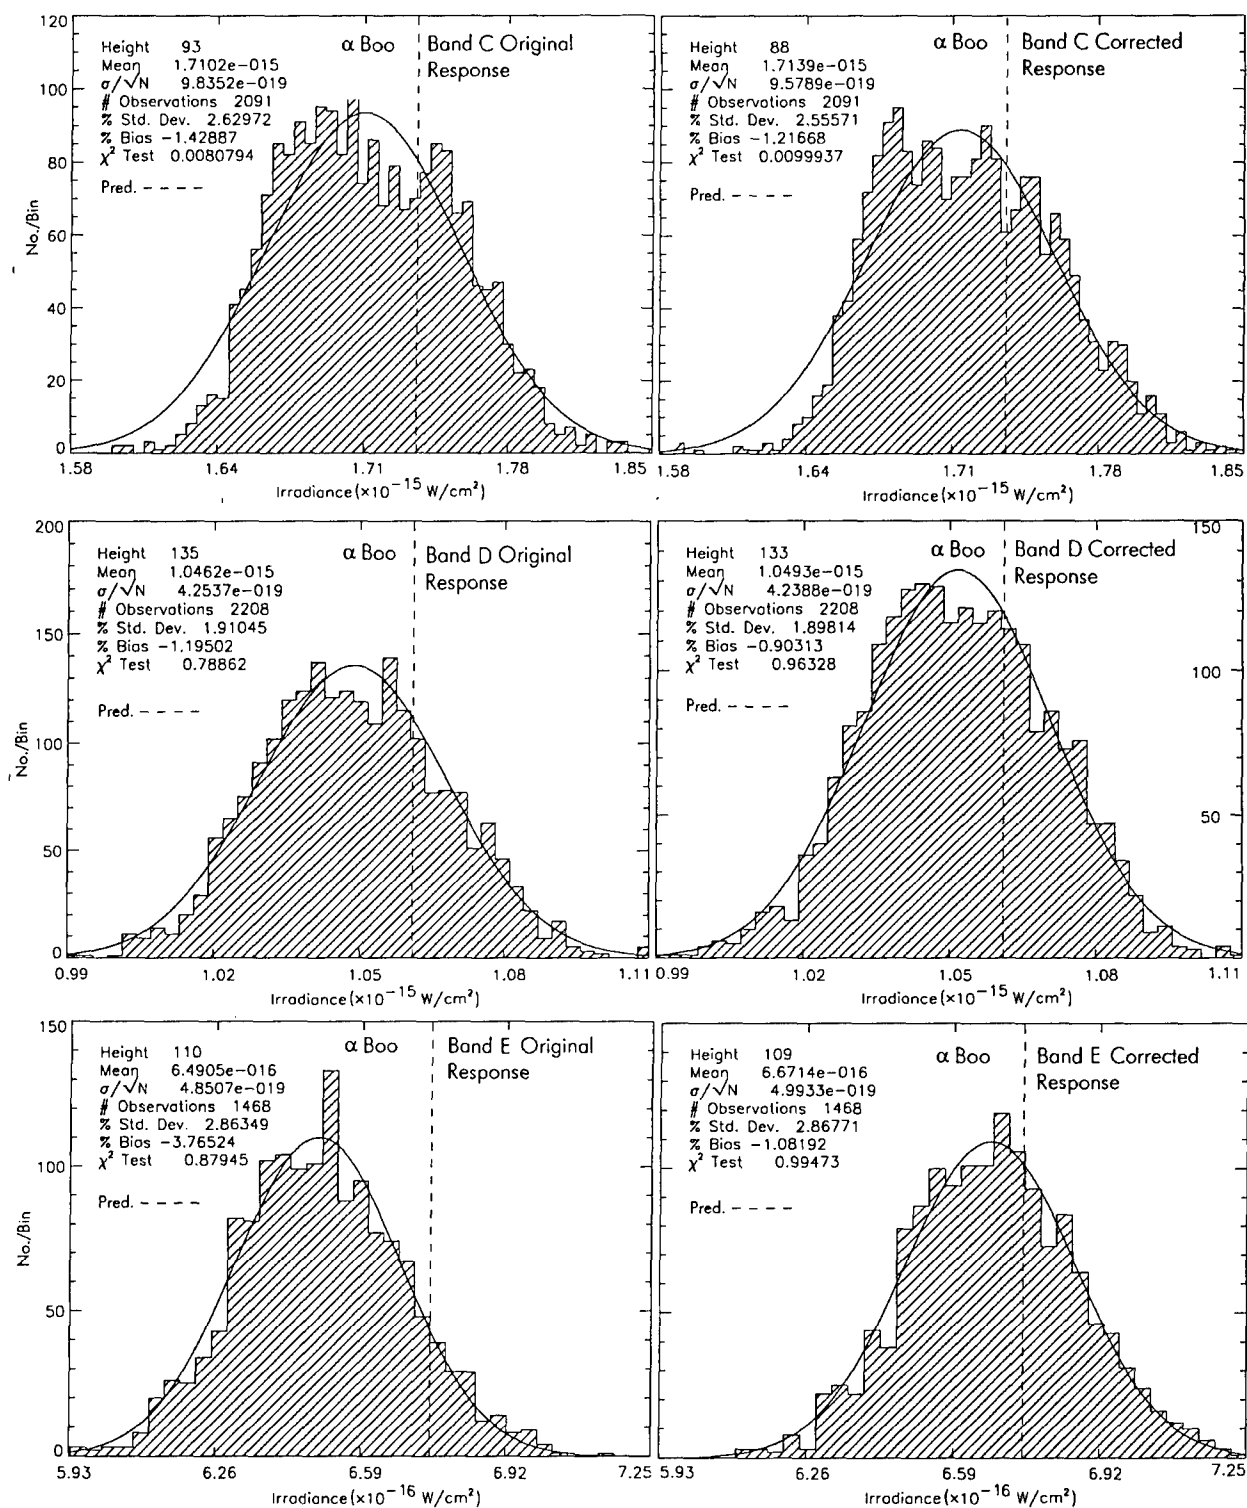 Height 93
Mean 1.7102e-015
σ/√N 9.8352e-019
# Observations 2091
% Std. Dev. 2.62972
% Bias -1.42887
χ² Test 0.0080794
Pred. - - - -
α Boo
Band C Original
Response
No./Bin
120
100
80
60
40
20
0
1.58 1.64 1.71 1.78 1.85
Irradiance(×10⁻¹⁵ W/cm²)
Height 88
Mean 1.7139e-015
σ/√N 9.5789e-019
# Observations 2091
% Std. Dev. 2.55571
% Bias -1.21668
χ² Test 0.0099937
Pred. - - - -
α Boo
Band C Corrected
Response
1.58 1.64 1.71 1.78 1.85
Irradiance(×10⁻¹⁵ W/cm²)
Height 135
Mean 1.0462e-015
σ/√N 4.2537e-019
# Observations 2208
% Std. Dev. 1.91045
% Bias -1.19502
χ² Test 0.78862
Pred. - - - -
α Boo
Band D Original
Response
No./Bin
200
150
100
50
0
0.99 1.02 1.05 1.08 1.11
Irradiance(×10⁻¹⁵ W/cm²)
Height 133
Mean 1.0493e-015
σ/√N 4.2388e-019
# Observations 2208
% Std. Dev. 1.89814
% Bias -0.90313
χ² Test 0.96328
Pred. - - - -
α Boo
Band D Corrected
Response
150
100
50
0.99 1.02 1.05 1.08 1.11
Irradiance(×10⁻¹⁵ W/cm²)
Height 110
Mean 6.4905e-016
σ/√N 4.8507e-019
# Observations 1468
% Std. Dev. 2.86349
% Bias -3.76524
χ² Test 0.87945
Pred. - - - -
α Boo
Band E Original
Response
No./Bin
150
100
50
0
5.93 6.26 6.59 6.92 7.25
Irradiance(×10⁻¹⁶ W/cm²)
Height 109
Mean 6.6714e-016
σ/√N 4.9933e-019
# Observations 1468
% Std. Dev. 2.86771
% Bias -1.08192
χ² Test 0.99473
Pred. - - - -
α Boo
Band E Corrected
Response
5.93 6.26 6.59 6.92 7.25
Irradiance(×10⁻¹⁶ W/cm²)